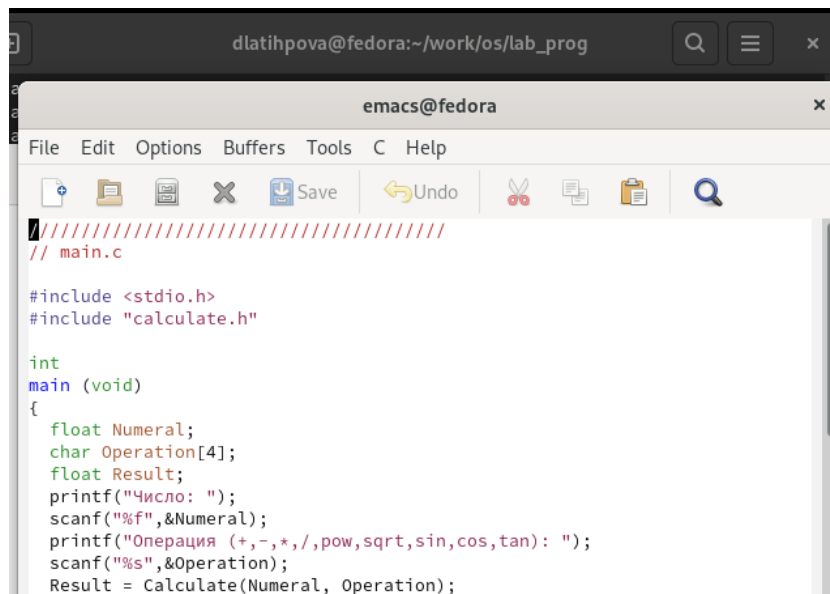 dlatihpova@fedora:~/work/os/lab_prog
emacs@fedora
File Edit Options Buffers Tools C Help
Save Undo
////////////////////////////////////////
// main.c
#include <stdio.h>
#include "calculate.h"
int
main (void)
{
float Numeral;
char Operation[4];
float Result;
printf("Число: ");
scanf("%f",&Numeral);
printf("Операция (+,-,*,/,pow,sqrt,sin,cos,tan): ");
scanf("%s",&Operation);
Result = Calculate(Numeral, Operation);